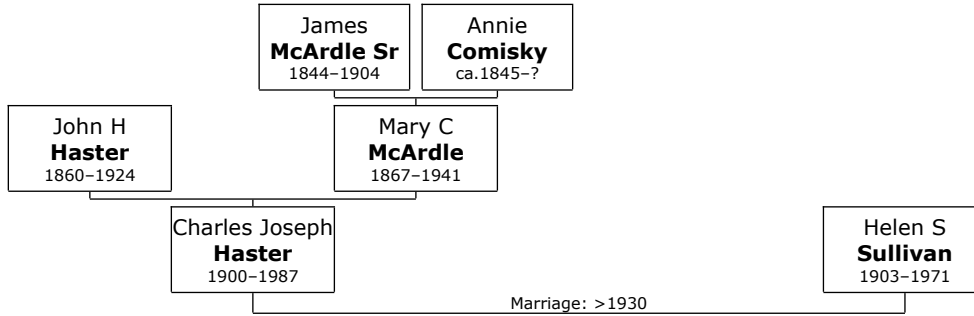 James
McArdle Sr
1844–1904
Annie
Comisky
ca.1845–?
John H
Haster
1860–1924
Mary C
McArdle
1867–1941
Charles Joseph
Haster
1900–1987
Helen S
Sullivan
1903–1971
Marriage: >1930